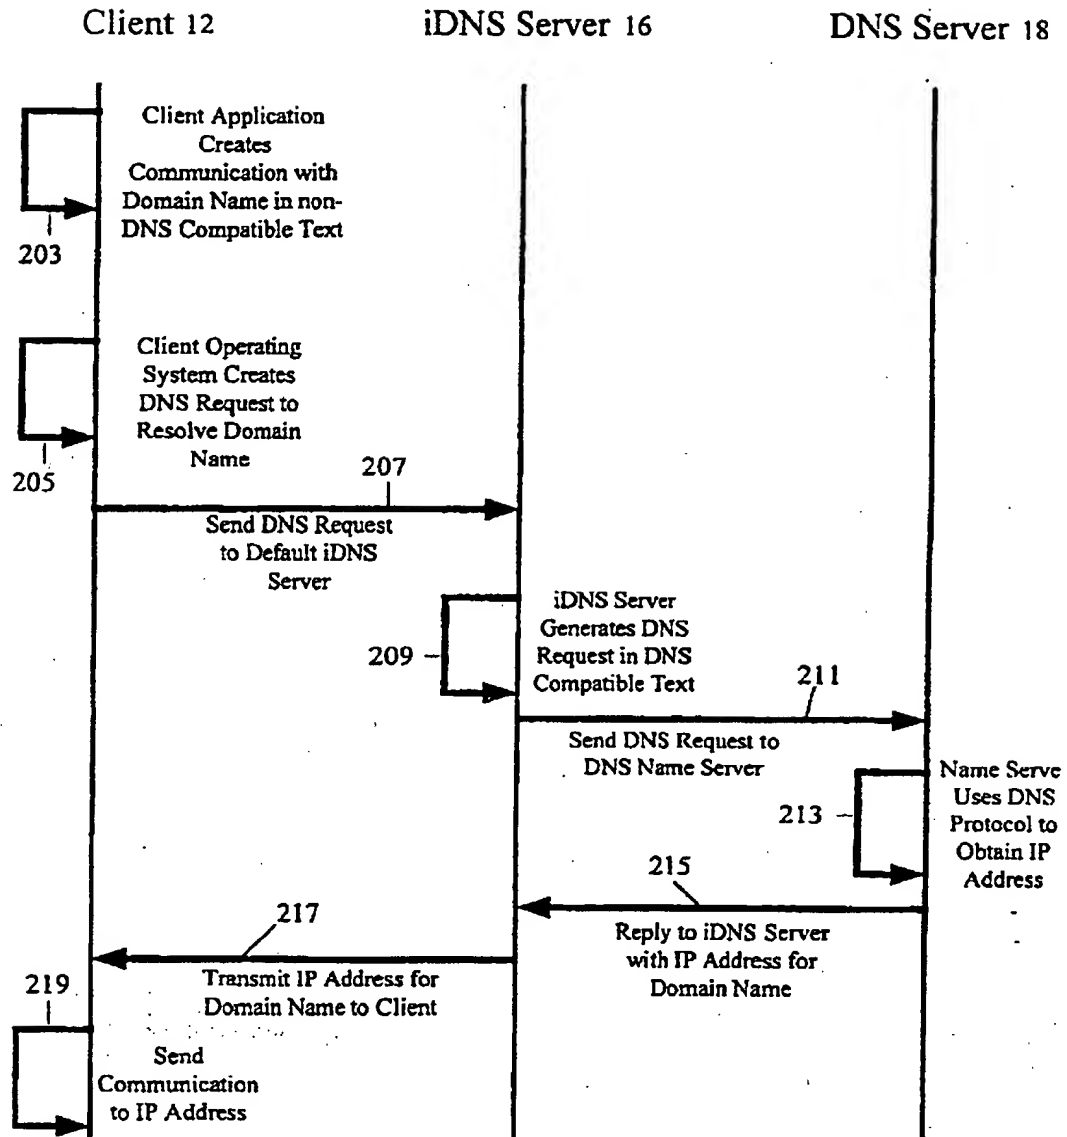 Client 12
iDNS Server 16
DNS Server 18
Client Application
Creates
Communication with
Domain Name in non-
DNS Compatible Text
203
Client Operating
System Creates
DNS Request to
Resolve Domain
Name
205
207
Send DNS Request
to Default iDNS
Server
iDNS Server
Generates DNS
Request in DNS
Compatible Text
209
211
Send DNS Request to
DNS Name Server
Name Serve
Uses DNS
Protocol to
Obtain IP
Address
213
215
Reply to iDNS Server
with IP Address for
Domain Name
217
Transmit IP Address for
Domain Name to Client
219
Send
Communication
to IP Address